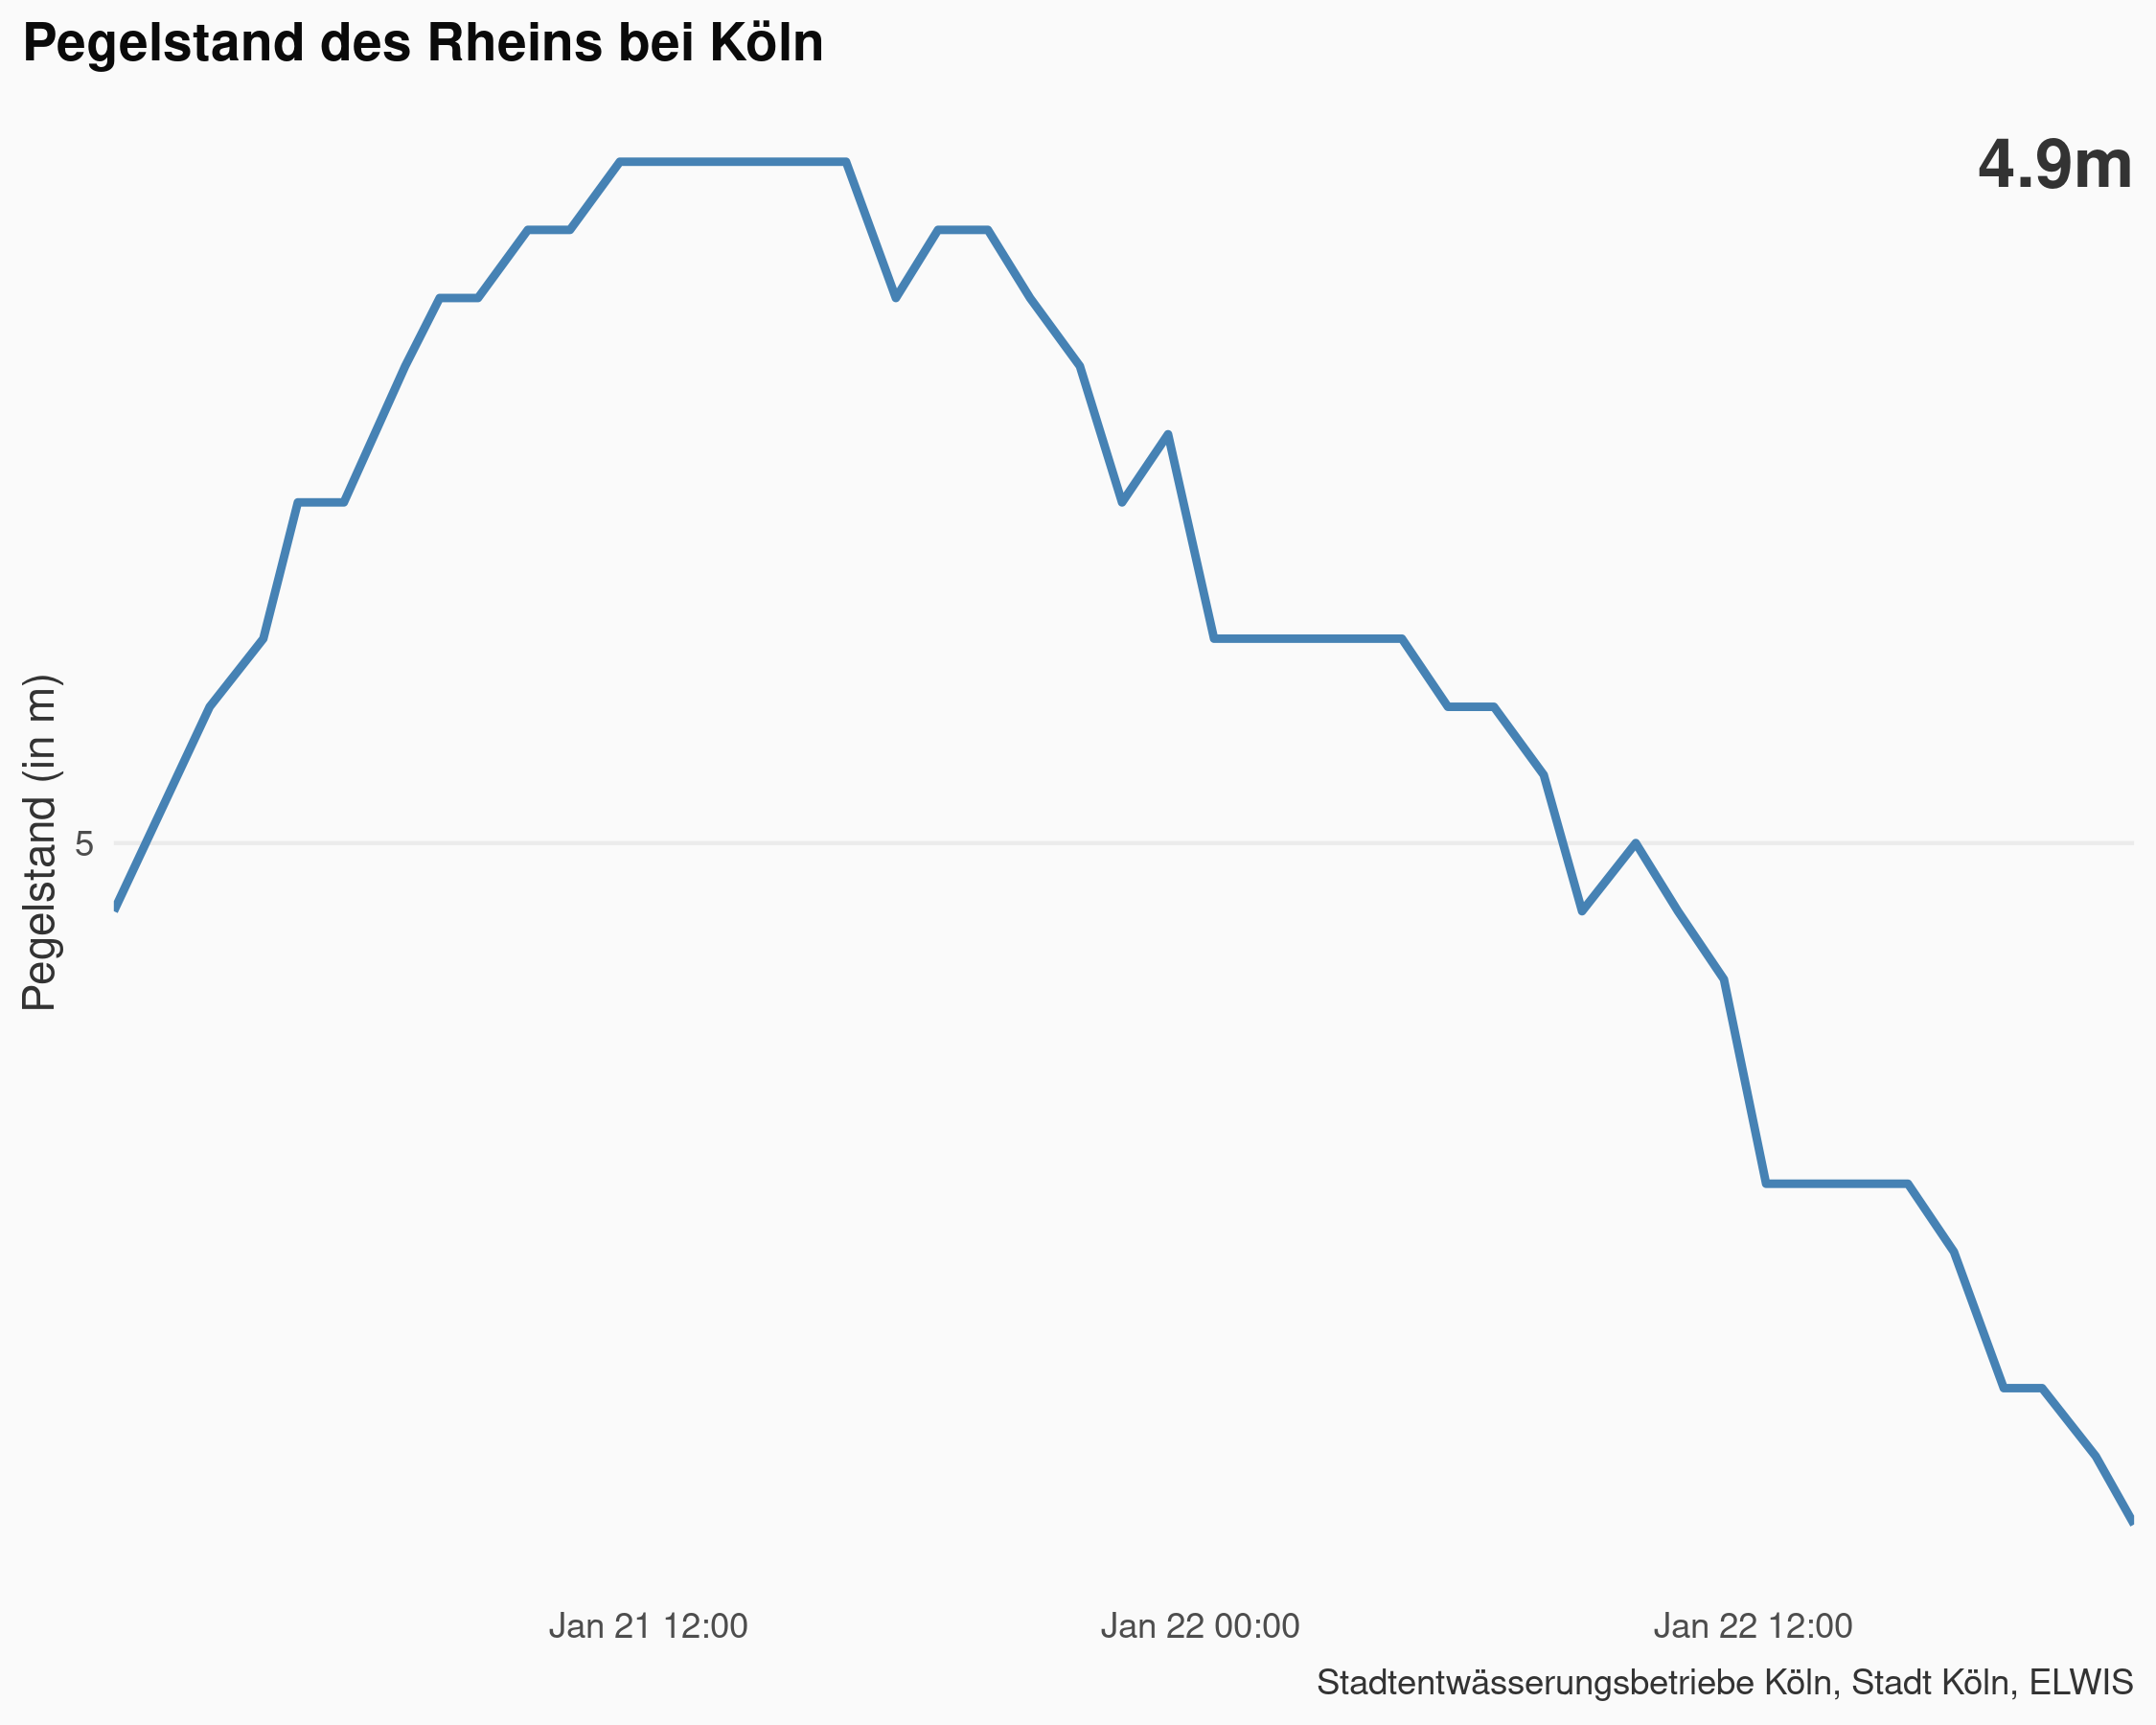 Pegelstand des Rheins bei Köln
4.9m
Pegelstand (in m)
5
Jan 21 12:00
Jan 22 00:00
Jan 22 12:00
Stadtentwässerungsbetriebe Köln, Stadt Köln, ELWIS